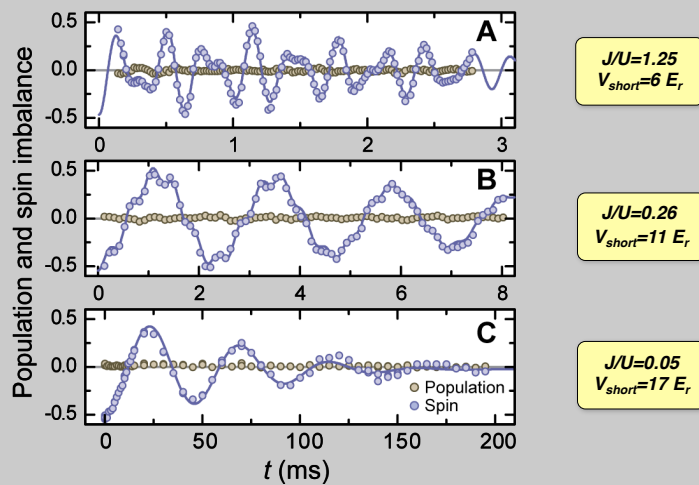 Population and spin imbalance
0.5
0.0
-0.5
A
0 1 2 3
J/U=1.25
V_short=6 E_r
0.5
0.0
-0.5
B
0 2 4 6 8
J/U=0.26
V_short=11 E_r
0.5
0.0
-0.5
C
Population
Spin
0 50 100 150 200
t (ms)
J/U=0.05
V_short=17 E_r